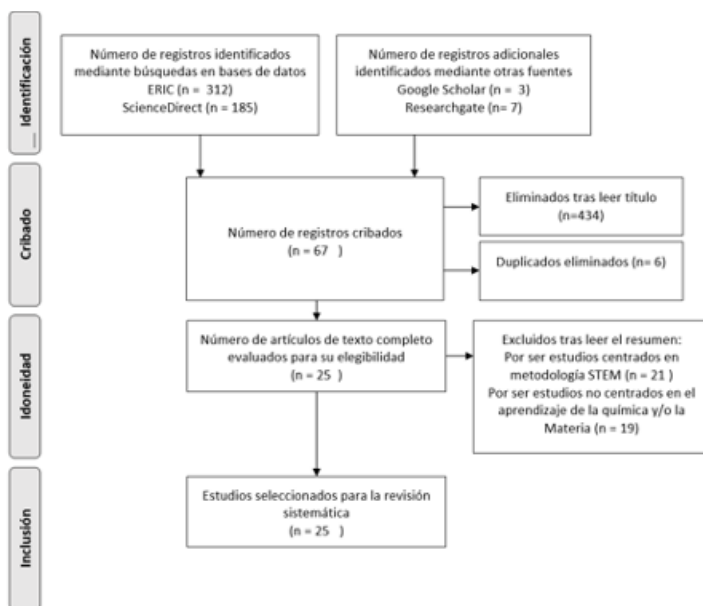 Identificación
Número de registros identificados
mediante búsquedas en bases de datos
ERIC (n = 312)
ScienceDirect (n = 185)
Número de registros adicionales
identificados mediante otras fuentes
Google Scholar (n = 3)
Researchgate (n= 7)
Cribado
Número de registros cribados
(n = 67 )
Eliminados tras leer título
(n=434)
Duplicados eliminados (n= 6)
Idoneidad
Número de artículos de texto completo
evaluados para su elegibilidad
(n = 25 )
Excluidos tras leer el resumen:
Por ser estudios centrados en
metodología STEM (n = 21 )
Por ser estudios no centrados en el
aprendizaje de la química y/o la
Materia (n = 19)
Inclusión
Estudios seleccionados para la revisión
sistemática
(n = 25 )